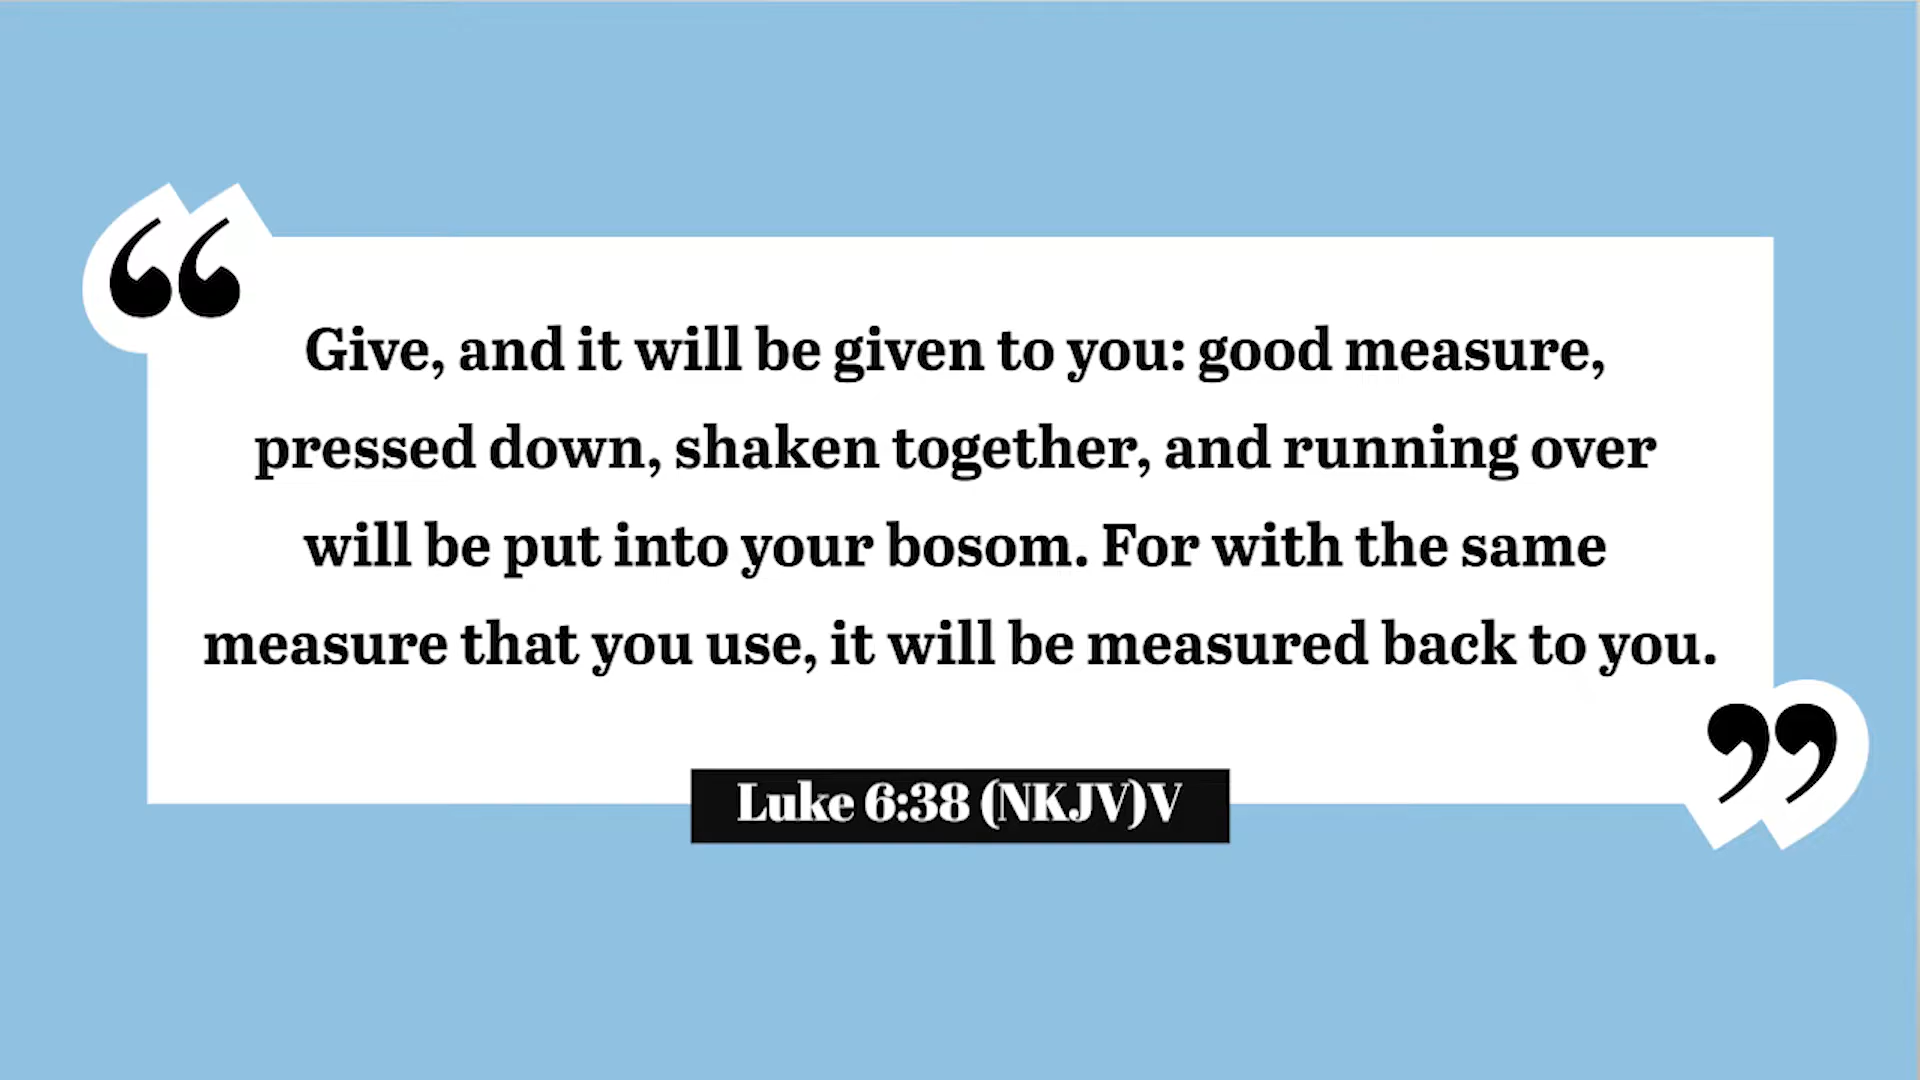 “
Give, and it will be given to you: good measure,
pressed down, shaken together, and running over
will be put into your bosom. For with the same
measure that you use, it will be measured back to you.
”
Luke 6:38 (NKJV)V